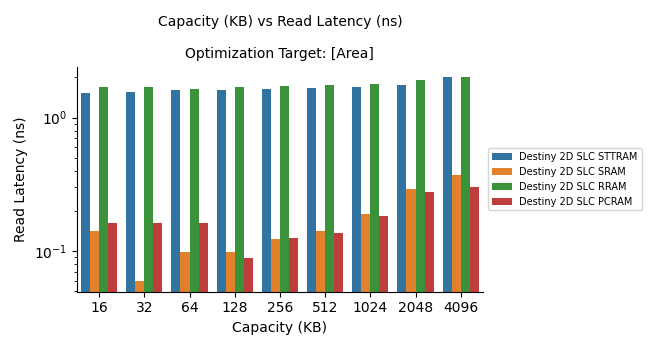 Capacity (KB) vs Read Latency (ns)
Optimization Target: [Area]
Read Latency (ns)
10⁰
10⁻¹
16 32 64 128 256 512 1024 2048 4096
Capacity (KB)
Destiny 2D SLC STTRAM
Destiny 2D SLC SRAM
Destiny 2D SLC RRAM
Destiny 2D SLC PCRAM